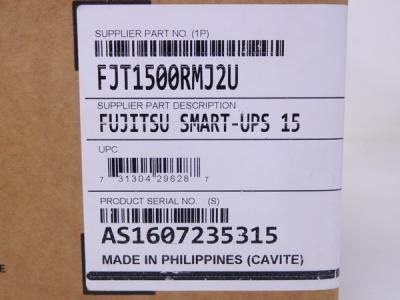 SUPPLIER PART NO. (1P)
FJT1500RMJ2U
SUPPLIER PART DESCRIPTION
FUJITSU SMART-UPS 15
UPC
7 31304 29628 7
PRODUCT SERIAL NO. (S)
AS1607235315
MADE IN PHILIPPINES (CAVITE)